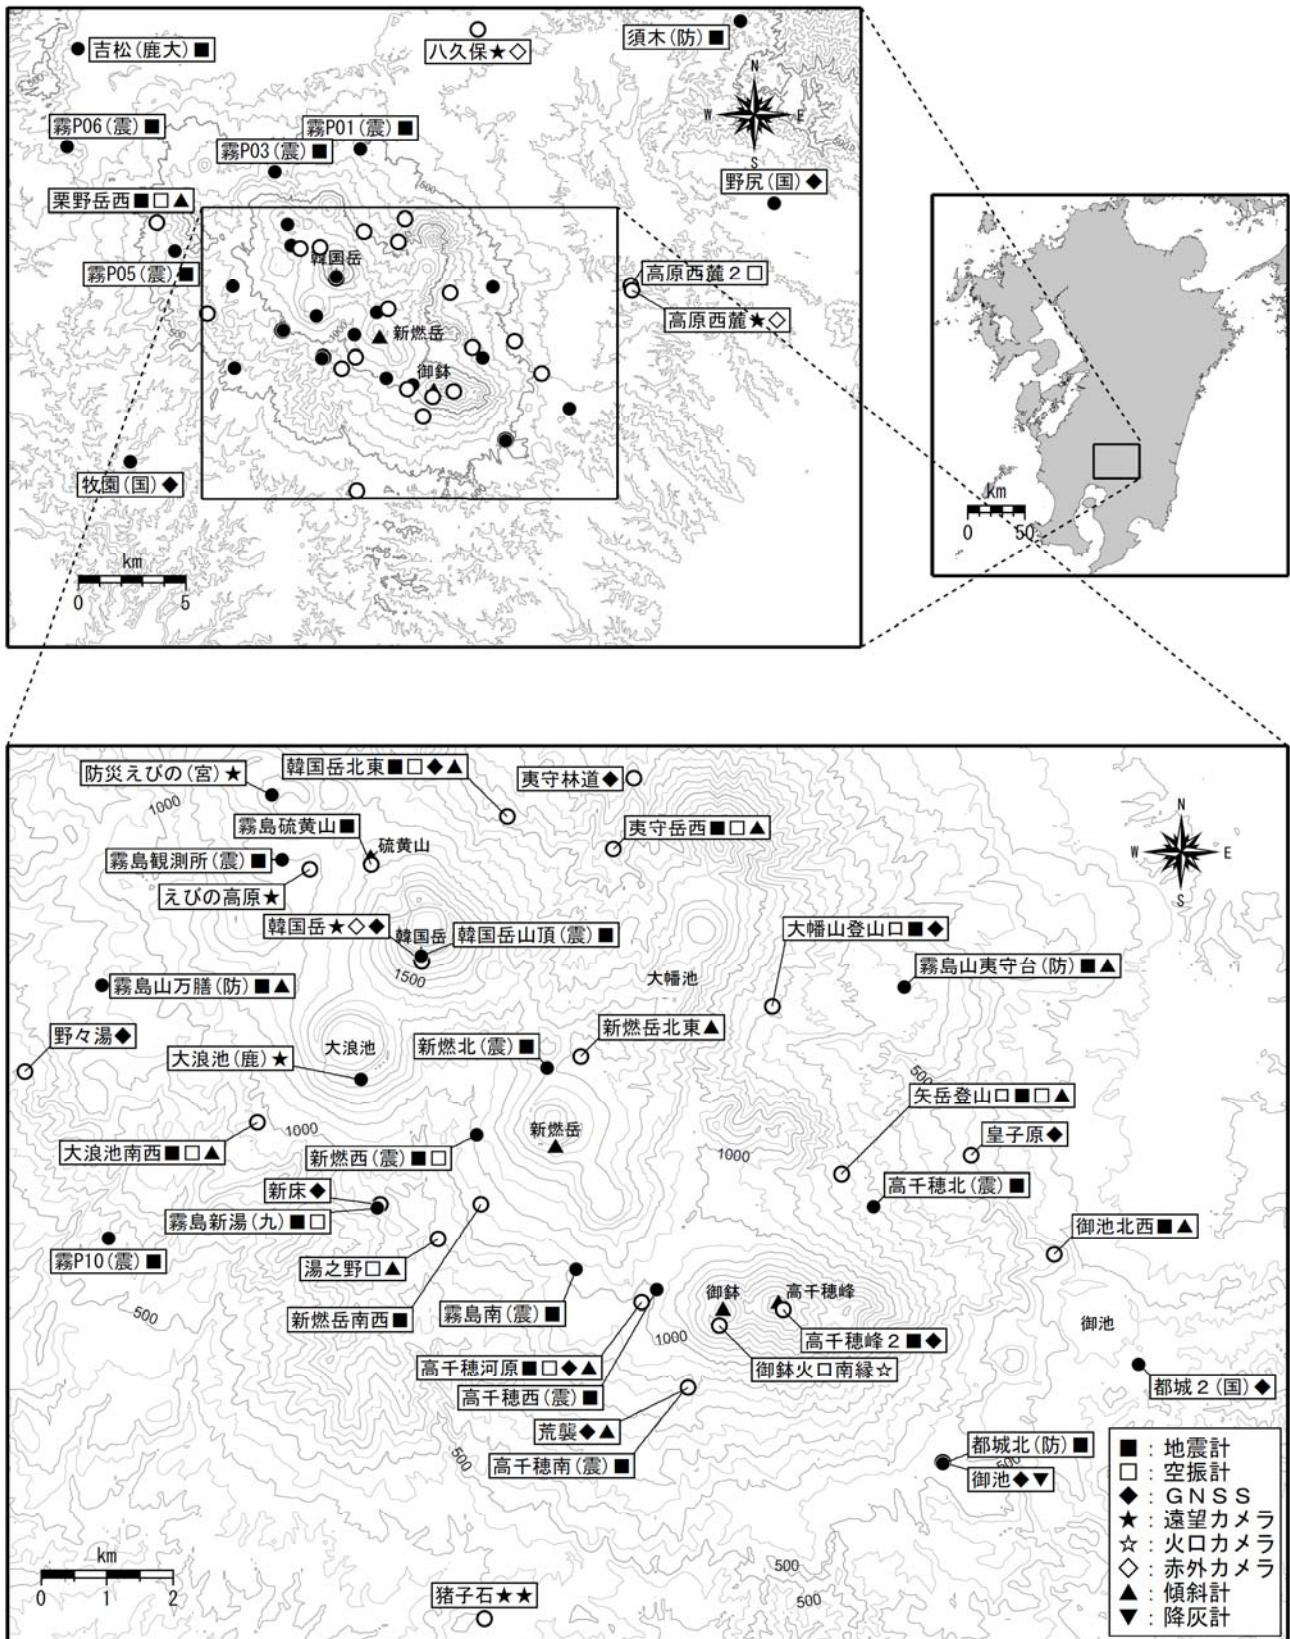 吉松(鹿大)■
八久保★◇
須木(防)■
N
W E
S
霧P06(震)■
霧P01(震)■
霧P03(震)■
野尻(国)◆
栗野岳西■□▲
霧P05(震)■
500
500
500
1000
韓国岳
新燃岳
御鉢
高原西麓2□
高原西麓★◇
牧園(国)◆
km
0 5
km
0 50
防災えびの(宮)★
韓国岳北東■□◆▲
夷守林道◆
1000
霧島硫黄山■
硫黄山
夷守岳西■□▲
N
W E
S
霧島観測所(震)■
えびの高原★
韓国岳★◇◆
韓国岳
韓国岳山頂(震)■
大幡山登山口■◆
1500
大幡池
霧島山夷守台(防)■▲
霧島山万膳(防)■▲
野々湯◆
大浪池
新燃北(震)■
新燃岳北東▲
大浪池(鹿)★
500
矢岳登山口■□▲
1000
新燃岳
皇子原◆
大浪池南西■□▲
新燃西(震)■□
1000
新床◆
高千穂北(震)■
霧島新湯(九)■□
御池北西■▲
霧P10(震)■
湯之野□▲
500
新燃岳南西■
霧島南(震)■
御鉢
高千穂峰
御池
1000
高千穂峰2■◆
高千穂河原■□◆▲
御鉢火口南縁☆
高千穂西(震)■
都城2(国)◆
荒襲◆▲
500
高千穂南(震)■
都城北(防)■
500
御池◆▼
■：地震計
□：空振計
◆：GNSS
★：遠望カメラ
☆：火口カメラ
◇：赤外カメラ
▲：傾斜計
▼：降灰計
km
0 1 2
500
500
猪子石★★